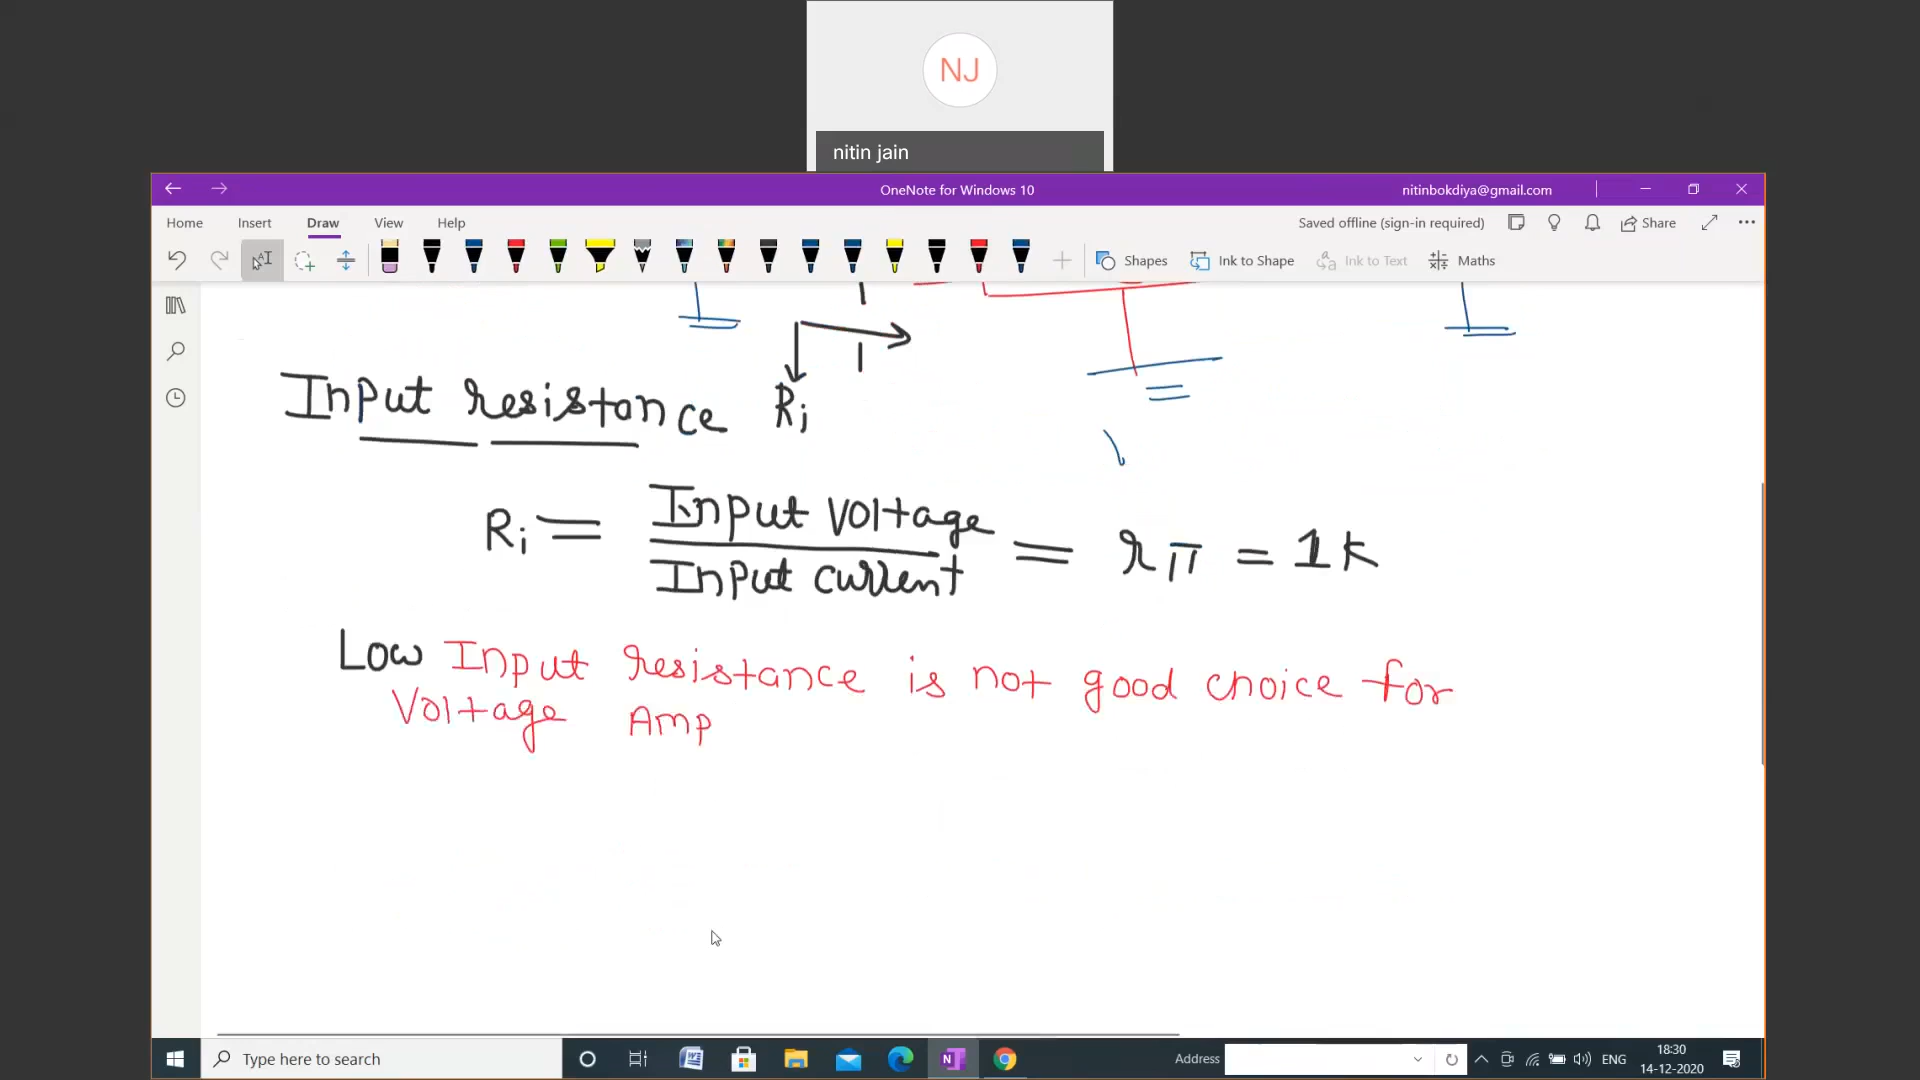 NJ
nitin jain
OneNote for Windows 10
nitinbokdiya@gmail.com
Home Insert Draw View Help
Saved offline (sign-in required)
Share
Shapes Ink to Shape Ink to Text Maths
Input resistance Ri
Ri = Input Voltage / Input current = rπ = 1k
Low Input resistance is not good choice for
Voltage Amp
Type here to search
Address
ENG
18:30
14-12-2020